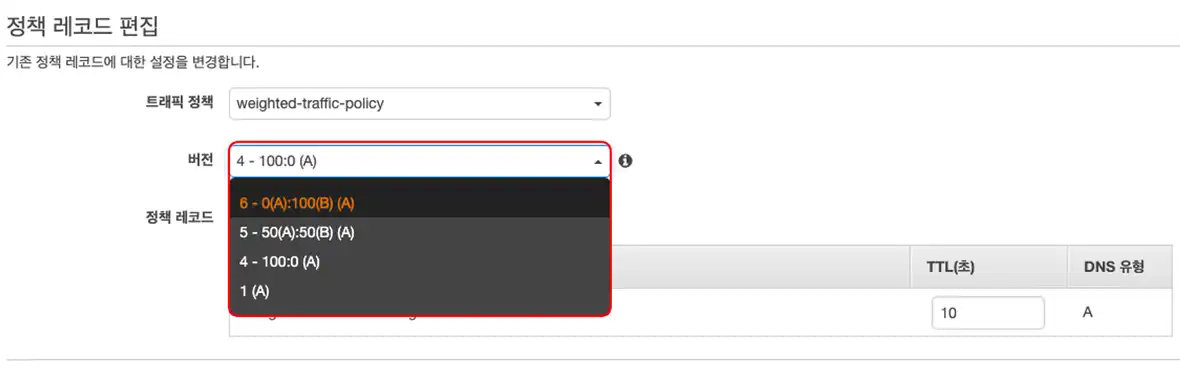 정책 레코드 편집
기존 정책 레코드에 대한 설정을 변경합니다.
트래픽 정책 weighted-traffic-policy
버전 4 - 100:0 (A)
6 - 0(A):100(B) (A)
정책 레코드 5 - 50(A):50(B) (A)
4 - 100:0 (A)
TTL(초) DNS 유형
1 (A)
10 A